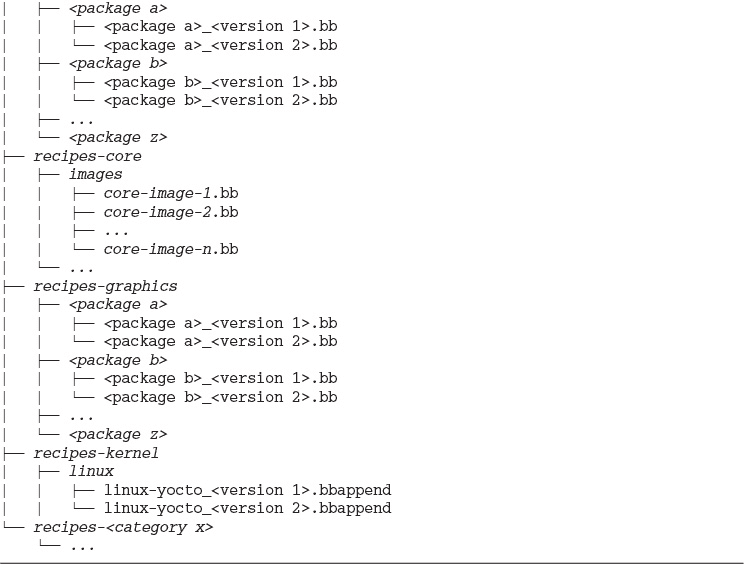 │   ├── <package a>
│   │   ├── <package a>_<version 1>.bb
│   │   └── <package a>_<version 2>.bb
│   ├── <package b>
│   │   ├── <package b>_<version 1>.bb
│   │   └── <package b>_<version 2>.bb
│   ├── ...
│   └── <package z>
├── recipes-core
│   ├── images
│   │   ├── core-image-1.bb
│   │   ├── core-image-2.bb
│   │   ├── ...
│   │   └── core-image-n.bb
│   └── ...
├── recipes-graphics
│   ├── <package a>
│   │   ├── <package a>_<version 1>.bb
│   │   └── <package a>_<version 2>.bb
│   ├── <package b>
│   │   ├── <package b>_<version 1>.bb
│   │   └── <package b>_<version 2>.bb
│   ├── ...
│   └── <package z>
├── recipes-kernel
│   ├── linux
│   │   ├── linux-yocto_<version 1>.bbappend
│   │   └── linux-yocto_<version 2>.bbappend
└── recipes-<category x>
    └── ...